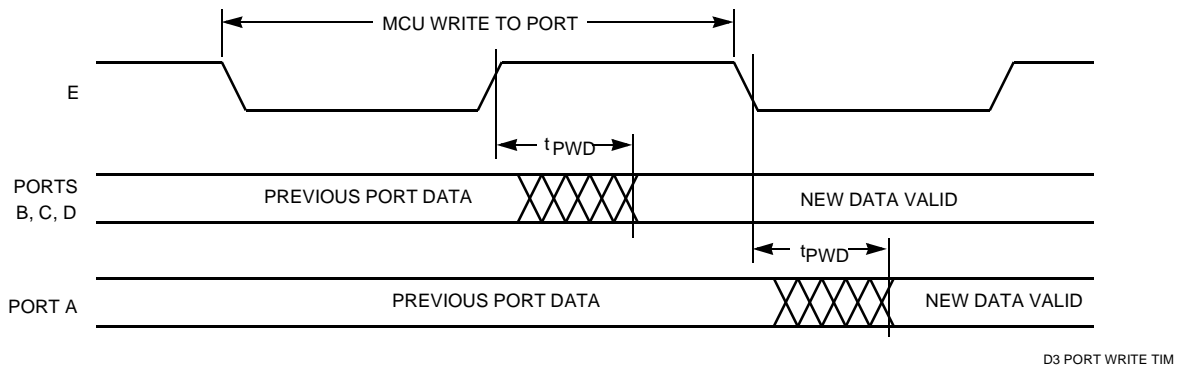 MCU WRITE TO PORT
E
t PWD
PORTS
B, C, D
PREVIOUS PORT DATA
NEW DATA VALID
tPWD
PORT A
PREVIOUS PORT DATA
NEW DATA VALID
D3 PORT WRITE TIM